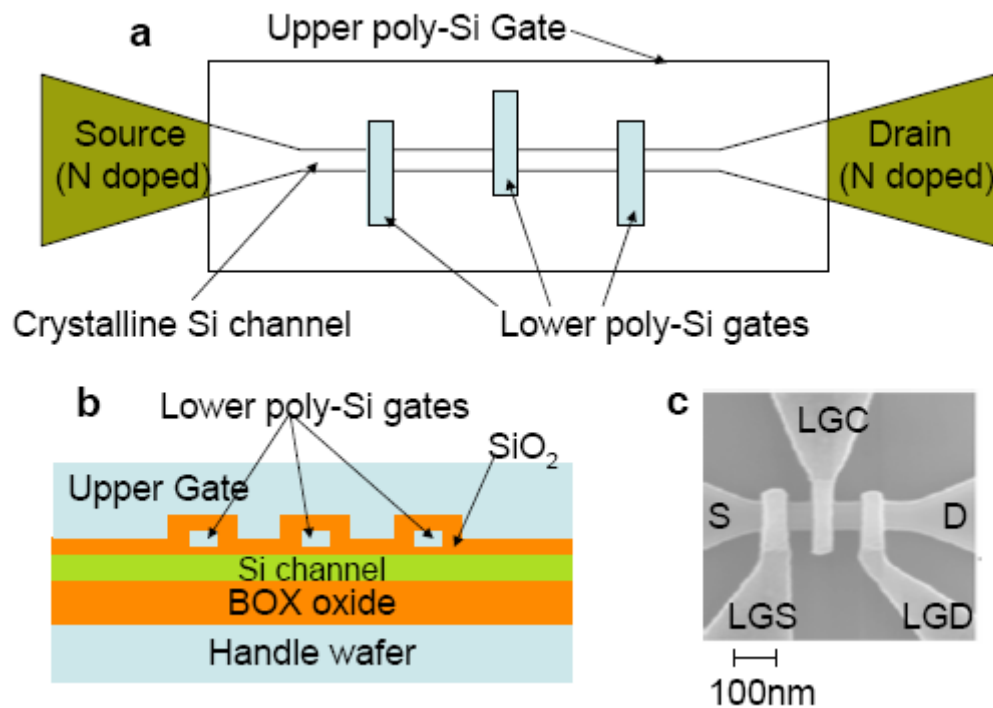 a
Upper poly-Si Gate
Source
(N doped)
Drain
(N doped)
Crystalline Si channel
Lower poly-Si gates
b
Lower poly-Si gates
SiO₂
Upper Gate
Si channel
BOX oxide
Handle wafer
c
LGC
S
D
LGS
LGD
100nm